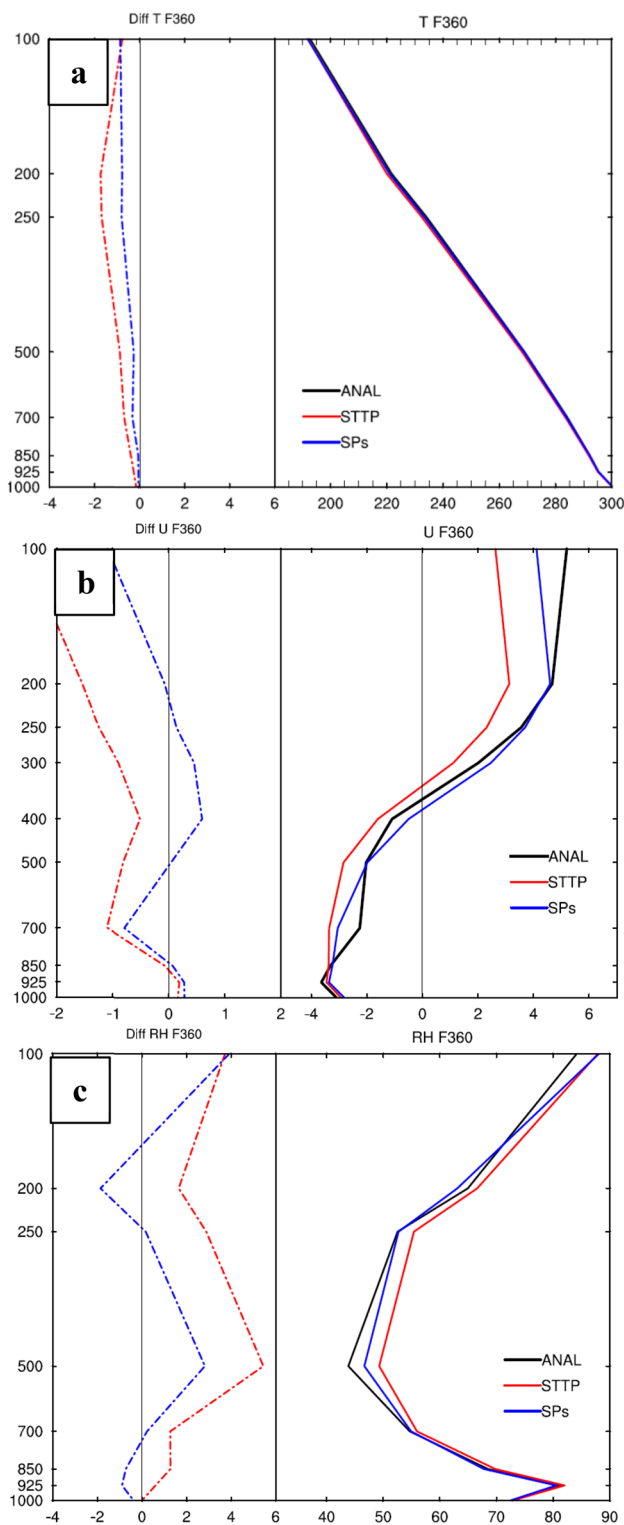 Diff T F360
T F360
a
100
200
250
500
700
850
925
1000
ANAL
STTP
SPs
-4 -2 0 2 4 6
200 220 240 260 280 300
Diff U F360
U F360
b
100
200
250
300
400
500
700
850
925
1000
ANAL
STTP
SPs
-2 -1 0 1 2
-4 -2 0 2 4 6
Diff RH F360
RH F360
c
100
200
250
500
700
850
925
1000
ANAL
STTP
SPs
-4 -2 0 2 4 6
40 50 60 70 80 90